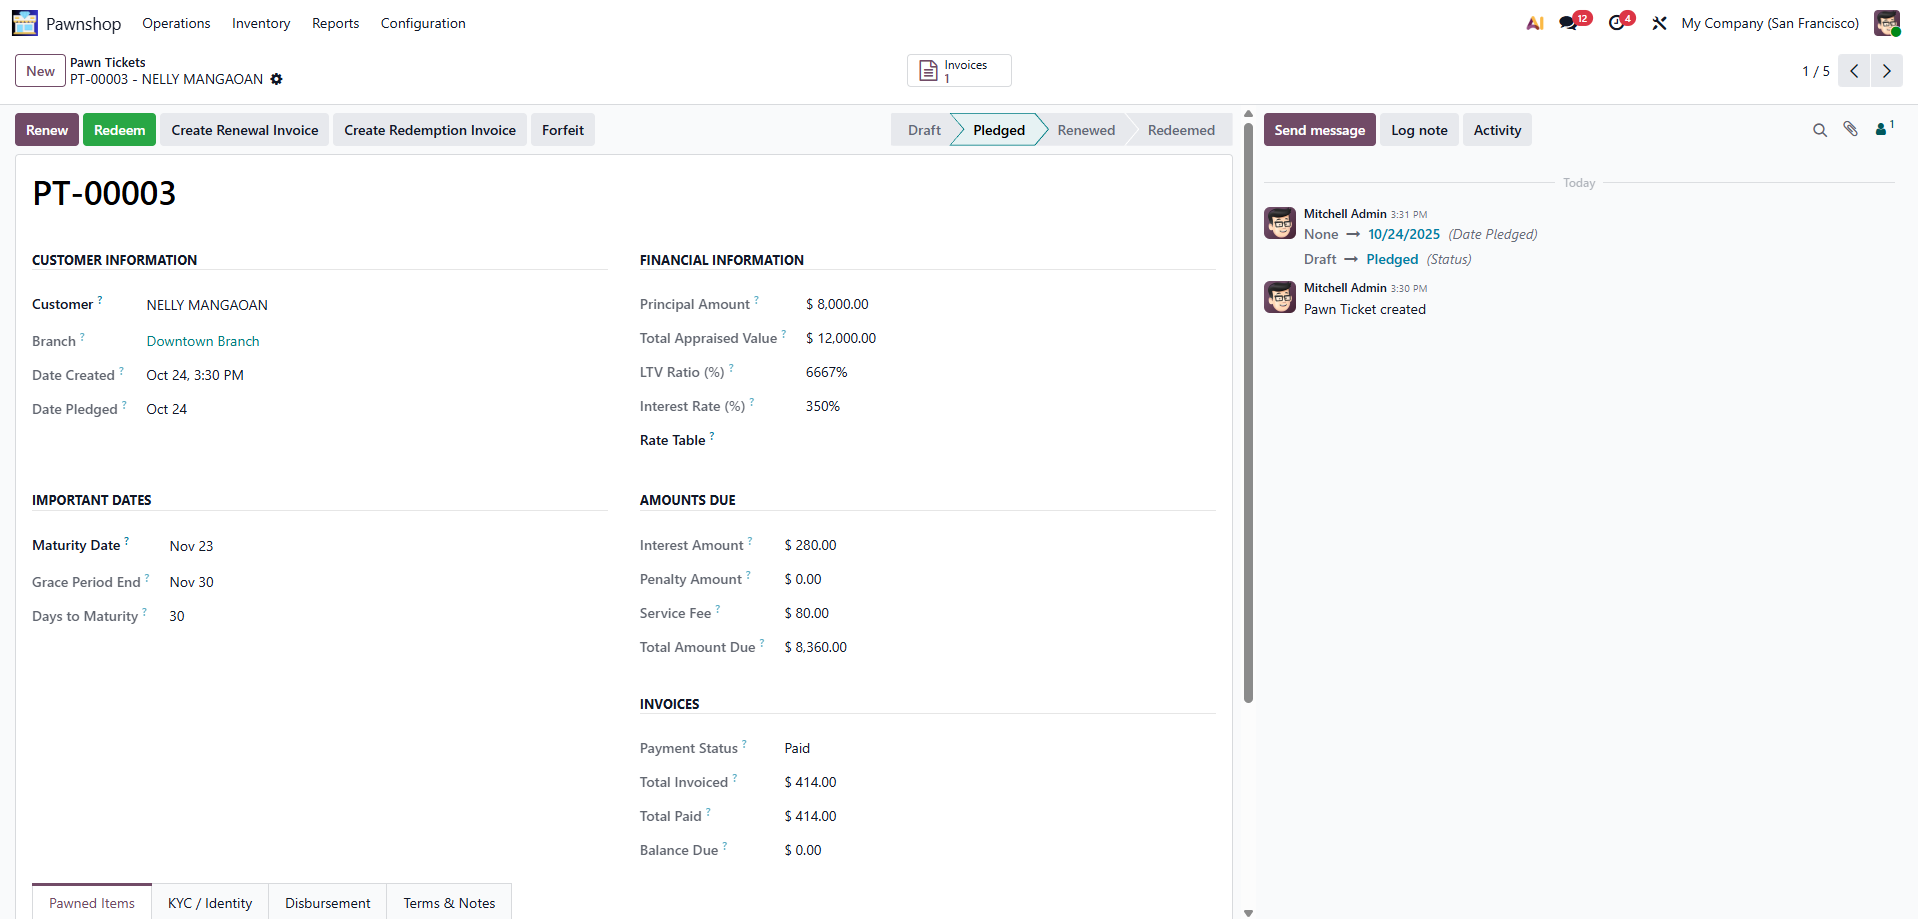 Pawnshop Operations Inventory Reports Configuration
AI 12 4 My Company (San Francisco)
New
Pawn Tickets
PT-00003 - NELLY MANGAOAN
Invoices
1
1 / 5
Renew Redeem Create Renewal Invoice Create Redemption Invoice Forfeit
Draft Pledged Renewed Redeemed
Send message Log note Activity
1
PT-00003
CUSTOMER INFORMATION
Customer ? NELLY MANGAOAN
Branch ? Downtown Branch
Date Created ? Oct 24, 3:30 PM
Date Pledged ? Oct 24
FINANCIAL INFORMATION
Principal Amount ? $ 8,000.00
Total Appraised Value ? $ 12,000.00
LTV Ratio (%) ? 6667%
Interest Rate (%) ? 350%
Rate Table ?
IMPORTANT DATES
Maturity Date ? Nov 23
Grace Period End ? Nov 30
Days to Maturity ? 30
AMOUNTS DUE
Interest Amount ? $ 280.00
Penalty Amount ? $ 0.00
Service Fee ? $ 80.00
Total Amount Due ? $ 8,360.00
INVOICES
Payment Status ? Paid
Total Invoiced ? $ 414.00
Total Paid ? $ 414.00
Balance Due ? $ 0.00
Pawned Items KYC / Identity Disbursement Terms & Notes
Today
Mitchell Admin 3:31 PM
None → 10/24/2025 (Date Pledged)
Draft → Pledged (Status)
Mitchell Admin 3:30 PM
Pawn Ticket created